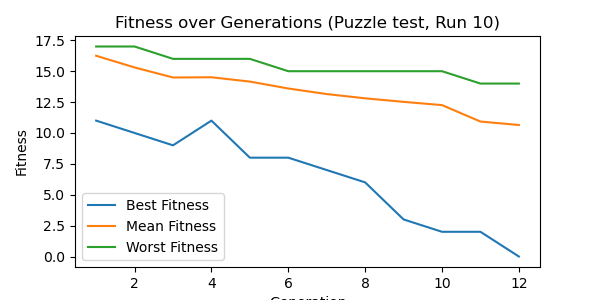 Fitness over Generations (Puzzle test, Run 10)
17.5
15.0
12.5
10.0
7.5
5.0
2.5
0.0
Fitness
Best Fitness
Mean Fitness
Worst Fitness
2 4 6 8 10 12
Generation